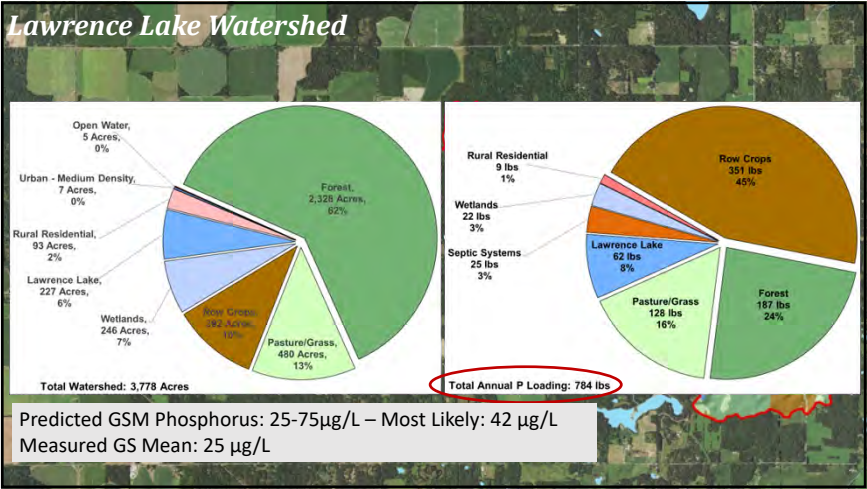 Lawrence Lake Watershed
Open Water,
5 Acres,
0%
Urban - Medium Density,
7 Acres,
0%
Rural Residential,
93 Acres,
2%
Lawrence Lake,
227 Acres,
6%
Wetlands,
246 Acres,
7%
Row Crops,
392 Acres,
10%
Pasture/Grass,
480 Acres,
13%
Forest,
2,328 Acres,
62%
Total Watershed: 3,778 Acres
Rural Residential
9 lbs
1%
Wetlands
22 lbs
3%
Septic Systems
25 lbs
3%
Lawrence Lake
62 lbs
8%
Pasture/Grass
128 lbs
16%
Forest
187 lbs
24%
Row Crops
351 lbs
45%
Total Annual P Loading: 784 lbs
Predicted GSM Phosphorus: 25-75µg/L – Most Likely: 42 µg/L
Measured GS Mean: 25 µg/L